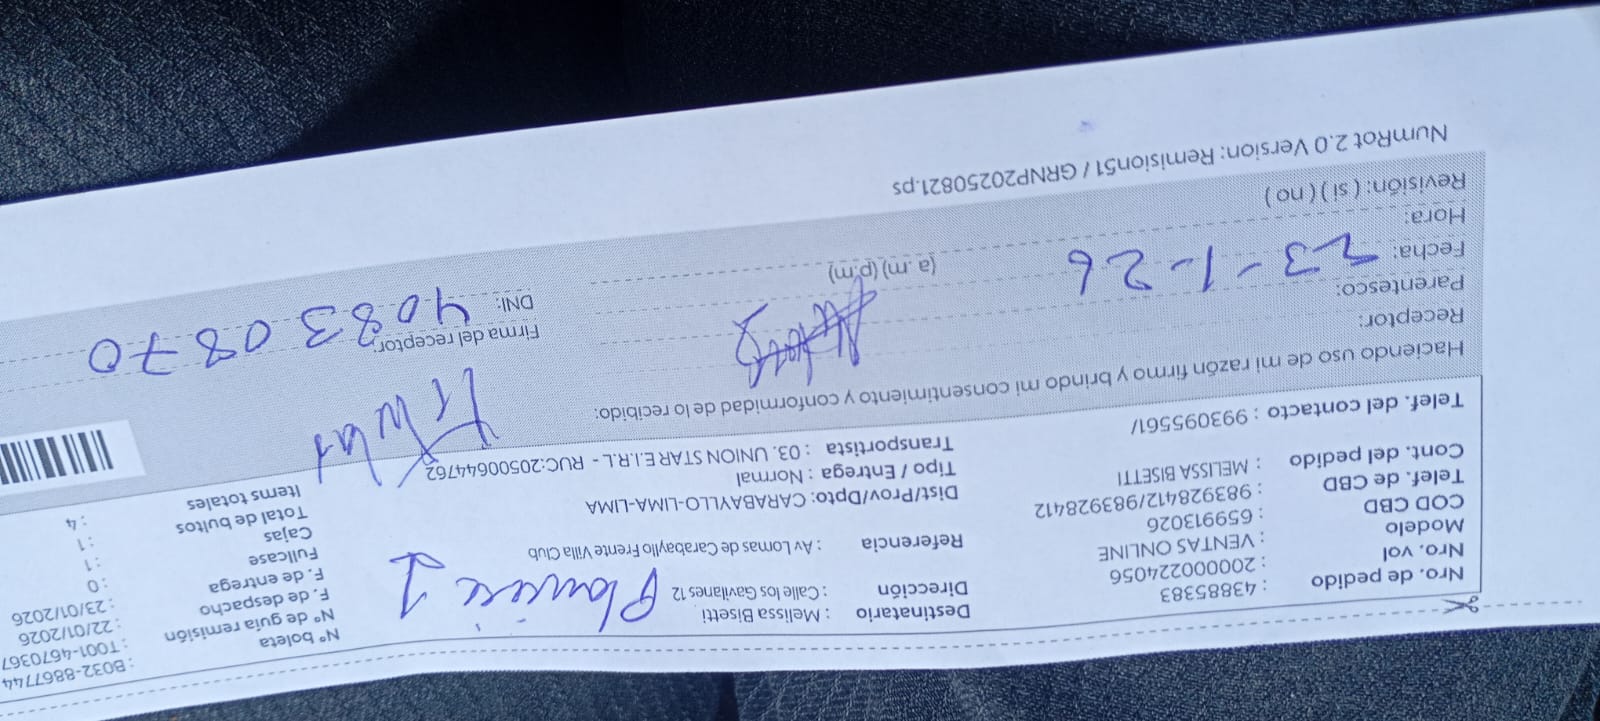 Nro. de pedido : 43885383
Nro. vol : 20000022405​6
Modelo : VENTAS ONLINE
COD CBD : 659913026
Telef. de CBD : 983928412/983928412
Cont. del pedido : MELISSA BISETTI
Telef. del contacto : 993095561/
Destinatario : Melissa Bisetti
Dirección : Calle los Gavilanes 12
Referencia : Av Lomas de Carabayllo Frente Villa Club
Dist/Prov/Dpto: CARABAYLLO-LIMA-LIMA
Tipo / Entrega : Normal
Transportista : 03. UNION STAR E.I.R.L - RUC:20500644762
N° boleta : B032-8867744
N° de guía remisión : T001-4670367
F. de despacho : 22/01/2026
F. de entrega : 23/01/2026
Fullcase : 0
Cajas : 1
Total de bultos : 1
Items totales : 4
Haciendo uso de mi razón firmo y brindo mi consentimiento y conformidad de lo recibido:
Receptor:
Parentesco:
Fecha: 23-1-26
Hora: (a. m) (p.m)
Revisión: ( si ) ( no )
Firma del receptor:
DNI: 40830870
NumRot 2.0 Version: Remision51 / GRNP20250821.ps